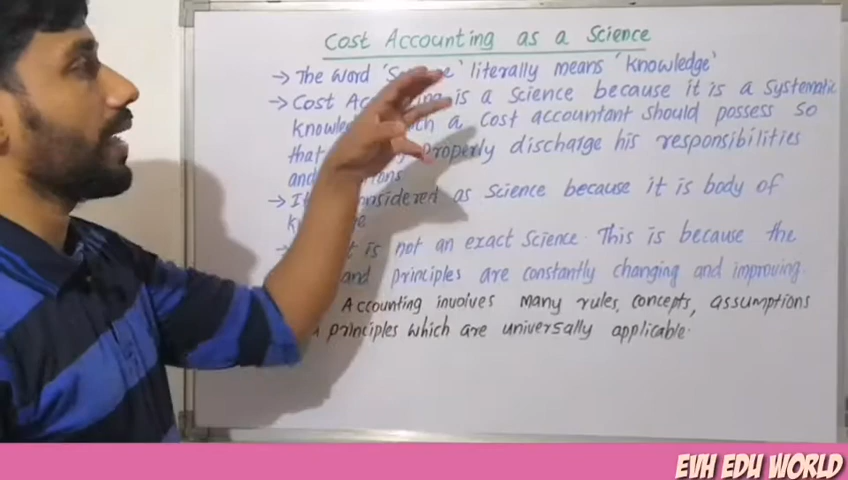 Cost Accounting as a Science
→ The word literally means 'knowledge'
→ Cost is a Science because it is a Systematic
a Cost accountant should possess so
that properly discharge his responsibilities
and
→ considered as science because it is body of
is not an exact Science. This is because the
and principles are constantly changing and improving.
Accounting involves many rules, concepts, assumptions
principles which are universally applicable.
EVH EDU WORLD